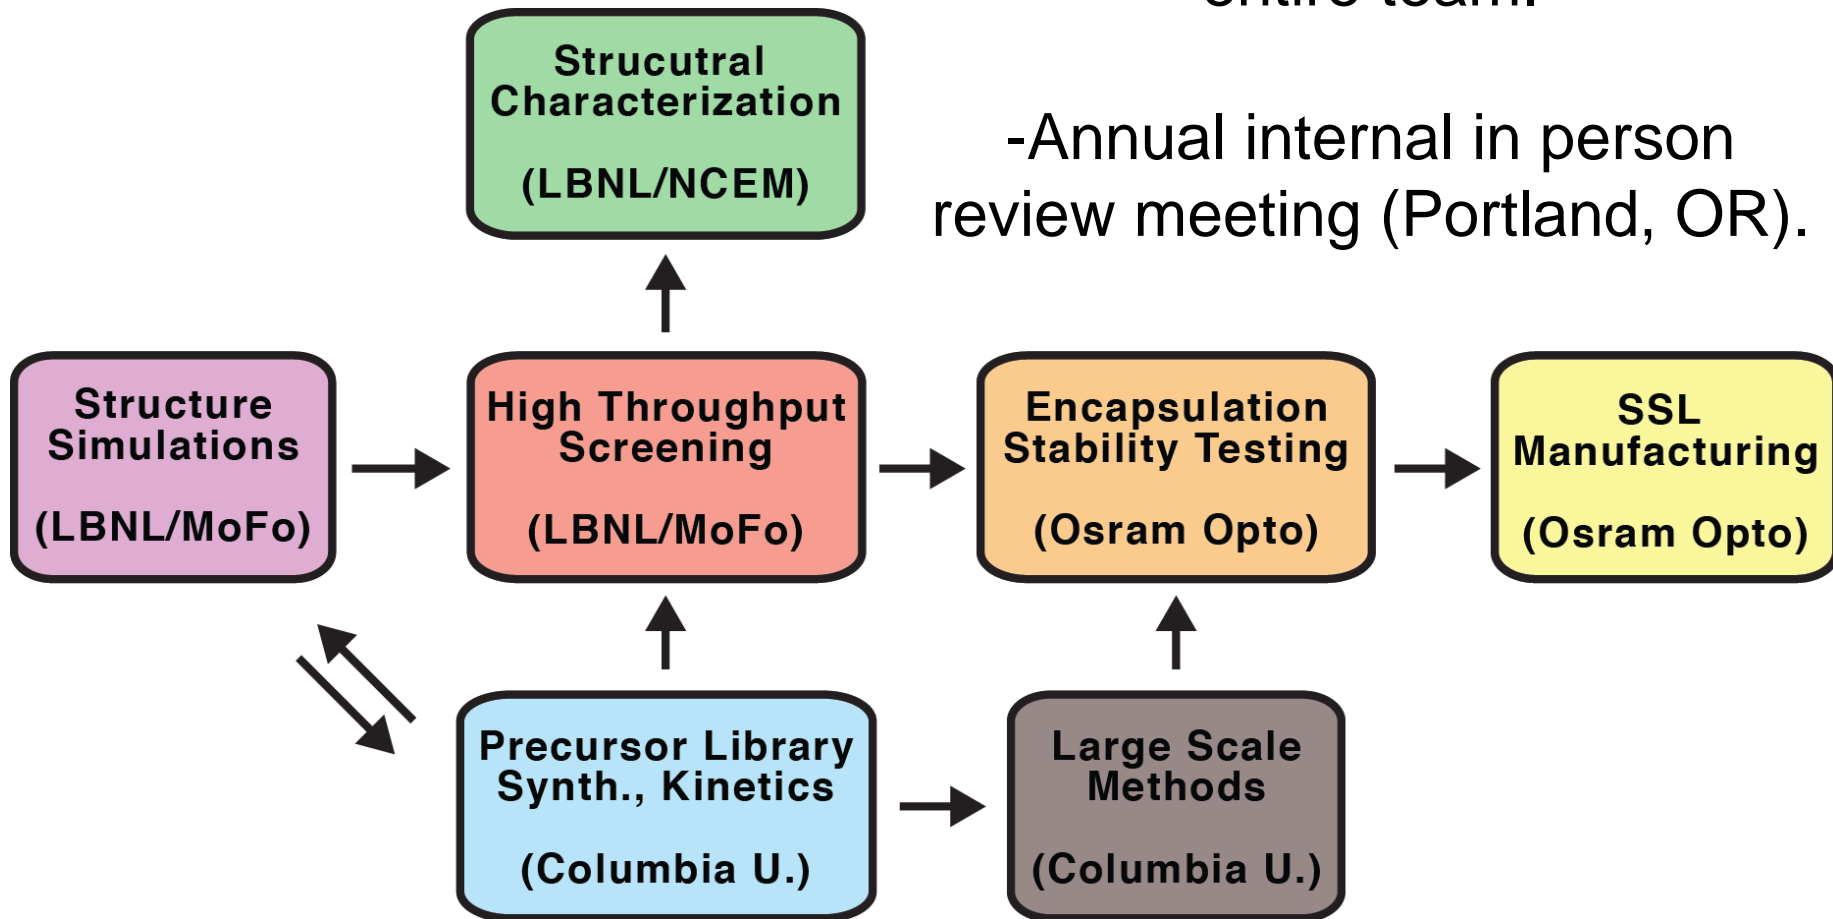 entire team.
-Annual internal in person
review meeting (Portland, OR).
Strucutral
Characterization
(LBNL/NCEM)
Structure
Simulations
(LBNL/MoFo)
High Throughput
Screening
(LBNL/MoFo)
Encapsulation
Stability Testing
(Osram Opto)
SSL
Manufacturing
(Osram Opto)
Precursor Library
Synth., Kinetics
(Columbia U.)
Large Scale
Methods
(Columbia U.)